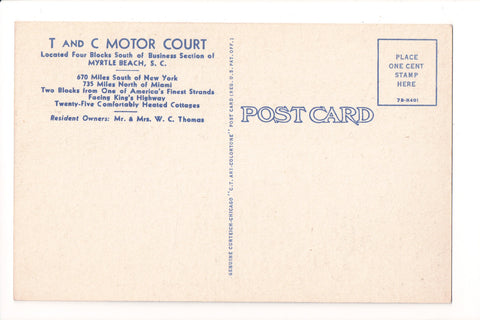 T AND C MOTOR COURT
Located Four Blocks South of Business Section of
MYRTLE BEACH, S. C.
670 Miles South of New York
735 Miles North of Miami
Two Blocks from One of America's Finest Strands
Facing King's Highway
Twenty-Five Comfortably Heated Cottages
Resident Owners: Mr. & Mrs. W. C. Thomas
GENUINE CURTEICH-CHICAGO "C.T. ART-COLORTONE" POST CARD (REG. U.S. PAT. OFF.)
POST CARD
PLACE
ONE CENT
STAMP
HERE
7B-H401